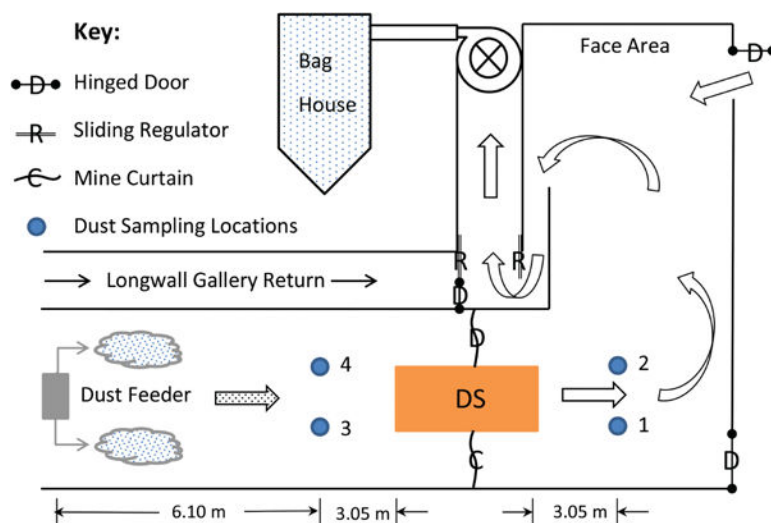 Key:
D Hinged Door
R Sliding Regulator
C Mine Curtain
Dust Sampling Locations
Bag
House
Face Area
D
R
R
Longwall Gallery Return
D
D
4
2
Dust Feeder
DS
3
1
C
D
6.10 m
3.05 m
3.05 m